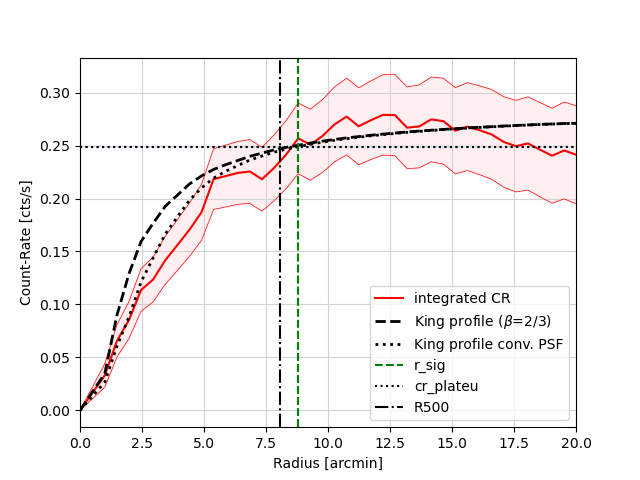 0.30
0.25
0.20
0.15
0.10
0.05
0.00
Count-Rate [cts/s]
integrated CR
King profile (β=2/3)
King profile conv. PSF
r_sig
cr_plateu
R500
0.0 2.5 5.0 7.5 10.0 12.5 15.0 17.5 20.0
Radius [arcmin]